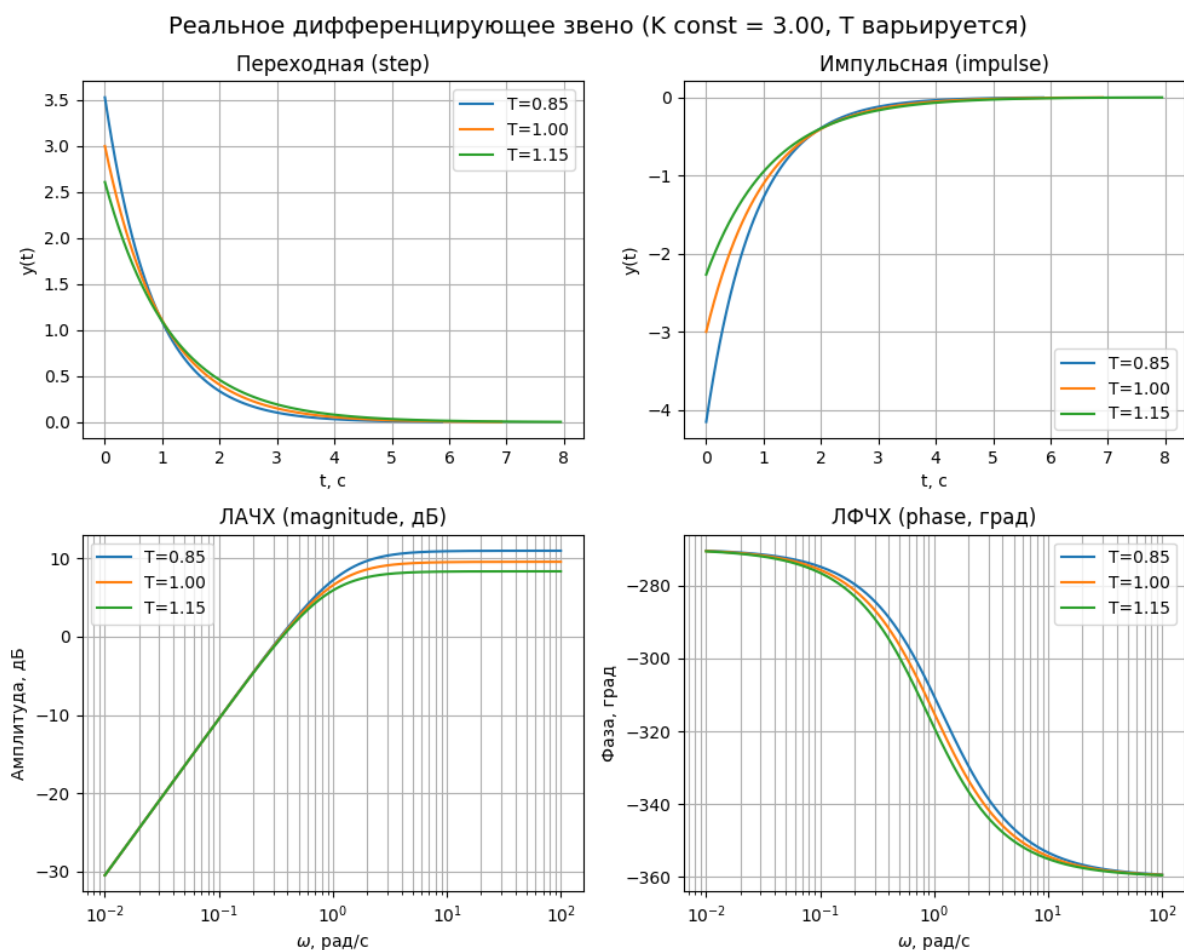 Реальное дифференцирующее звено (K const = 3.00, T варьируется)
Переходная (step)
3.5
3.0
2.5
2.0
1.5
1.0
0.5
0.0
y(t)
T=0.85
T=1.00
T=1.15
0 1 2 3 4 5 6 7 8
t, с
Импульсная (impulse)
0
−1
−2
−3
−4
y(t)
T=0.85
T=1.00
T=1.15
0 1 2 3 4 5 6 7 8
t, с
ЛАЧХ (magnitude, дБ)
10
0
−10
−20
−30
Амплитуда, дБ
T=0.85
T=1.00
T=1.15
10⁻² 10⁻¹ 10⁰ 10¹ 10²
ω, рад/с
ЛФЧХ (phase, град)
−280
−300
−320
−340
−360
Фаза, град
T=0.85
T=1.00
T=1.15
10⁻² 10⁻¹ 10⁰ 10¹ 10²
ω, рад/с